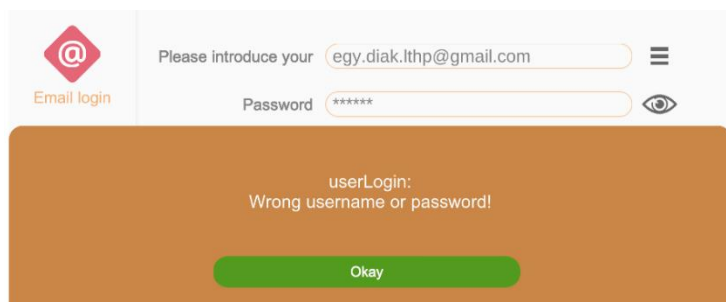 @
Email login
Please introduce your egy.diak.lthp@gmail.com
Password ******
userLogin:
Wrong username or password!
Okay